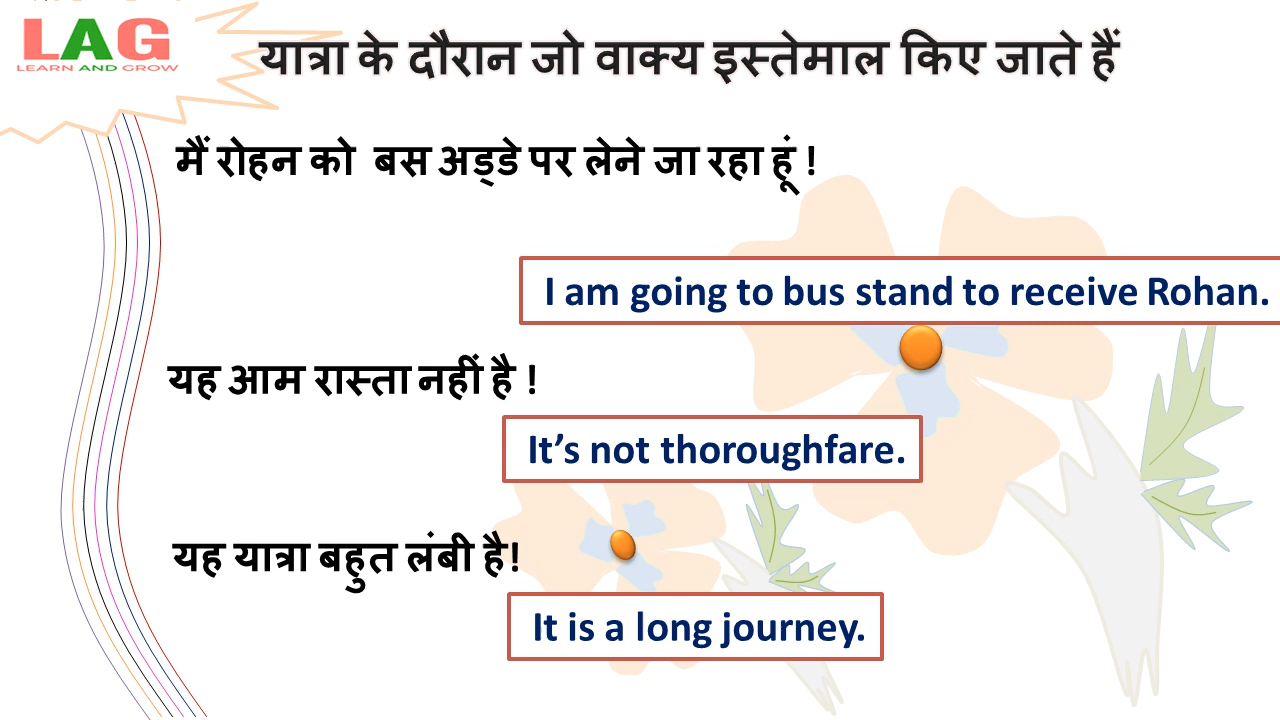 LAG
LEARN AND GROW
यात्रा के दौरान जो वाक्य इस्तेमाल किए जाते हैं
मैं रोहन को बस अड्डे पर लेने जा रहा हूं !
I am going to bus stand to receive Rohan.
यह आम रास्ता नहीं है !
It’s not thoroughfare.
यह यात्रा बहुत लंबी है!
It is a long journey.